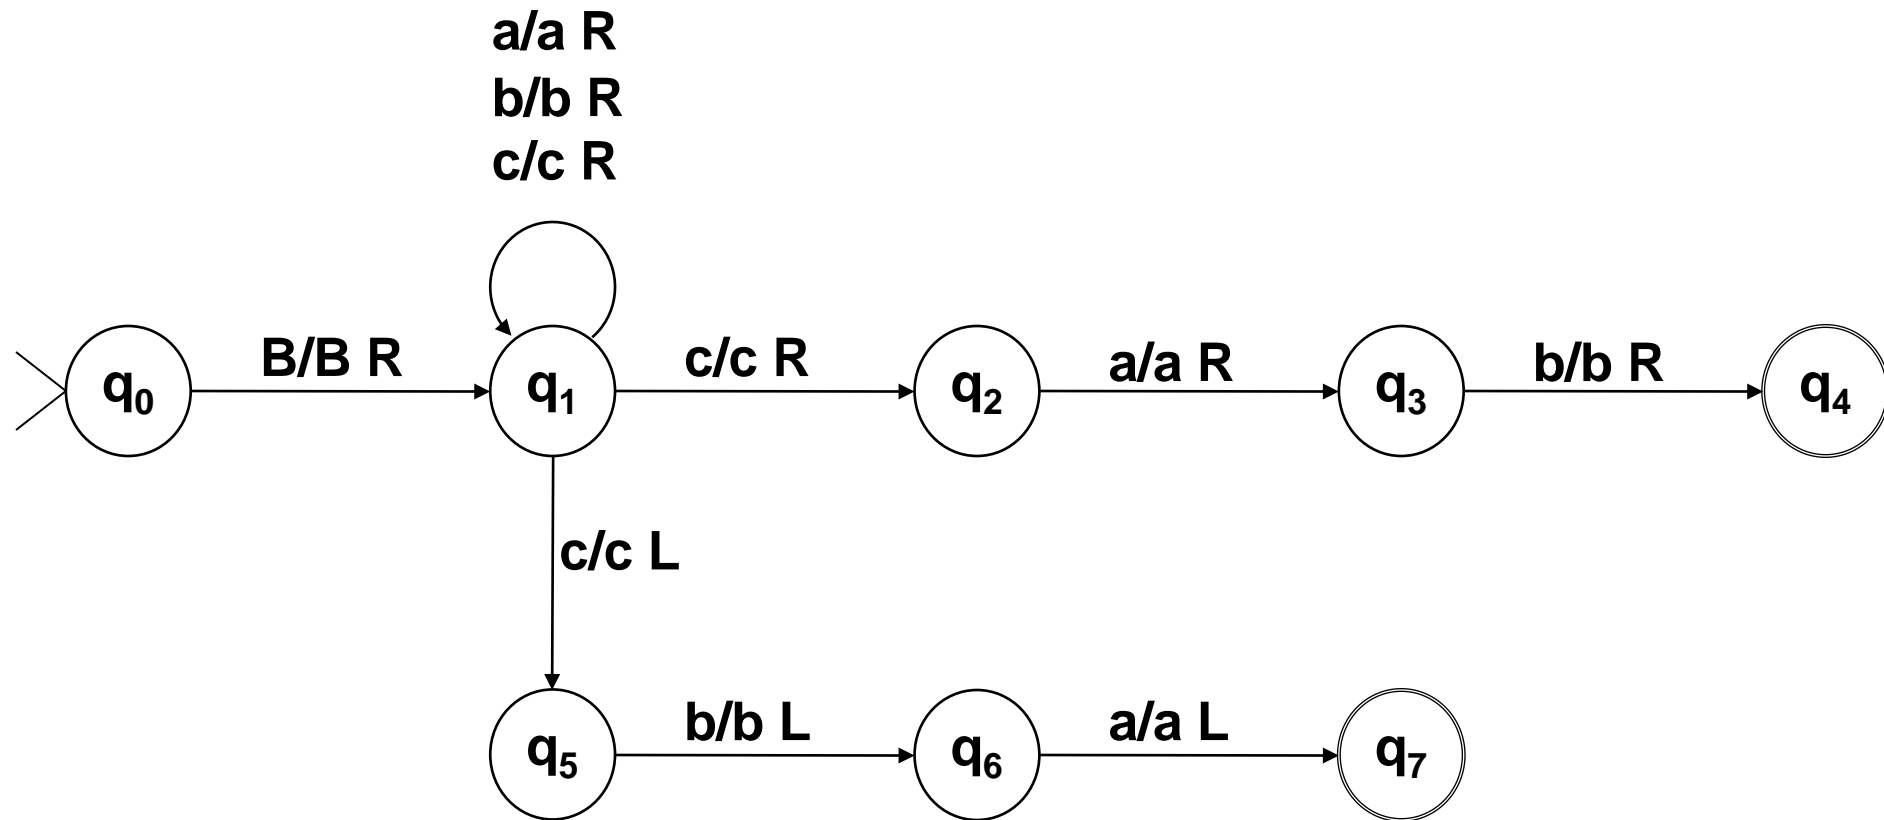 a/a R
b/b R
c/c R
q₀
B/B R
q₁
c/c R
q₂
a/a R
q₃
b/b R
q₄
c/c L
q₅
b/b L
q₆
a/a L
q₇